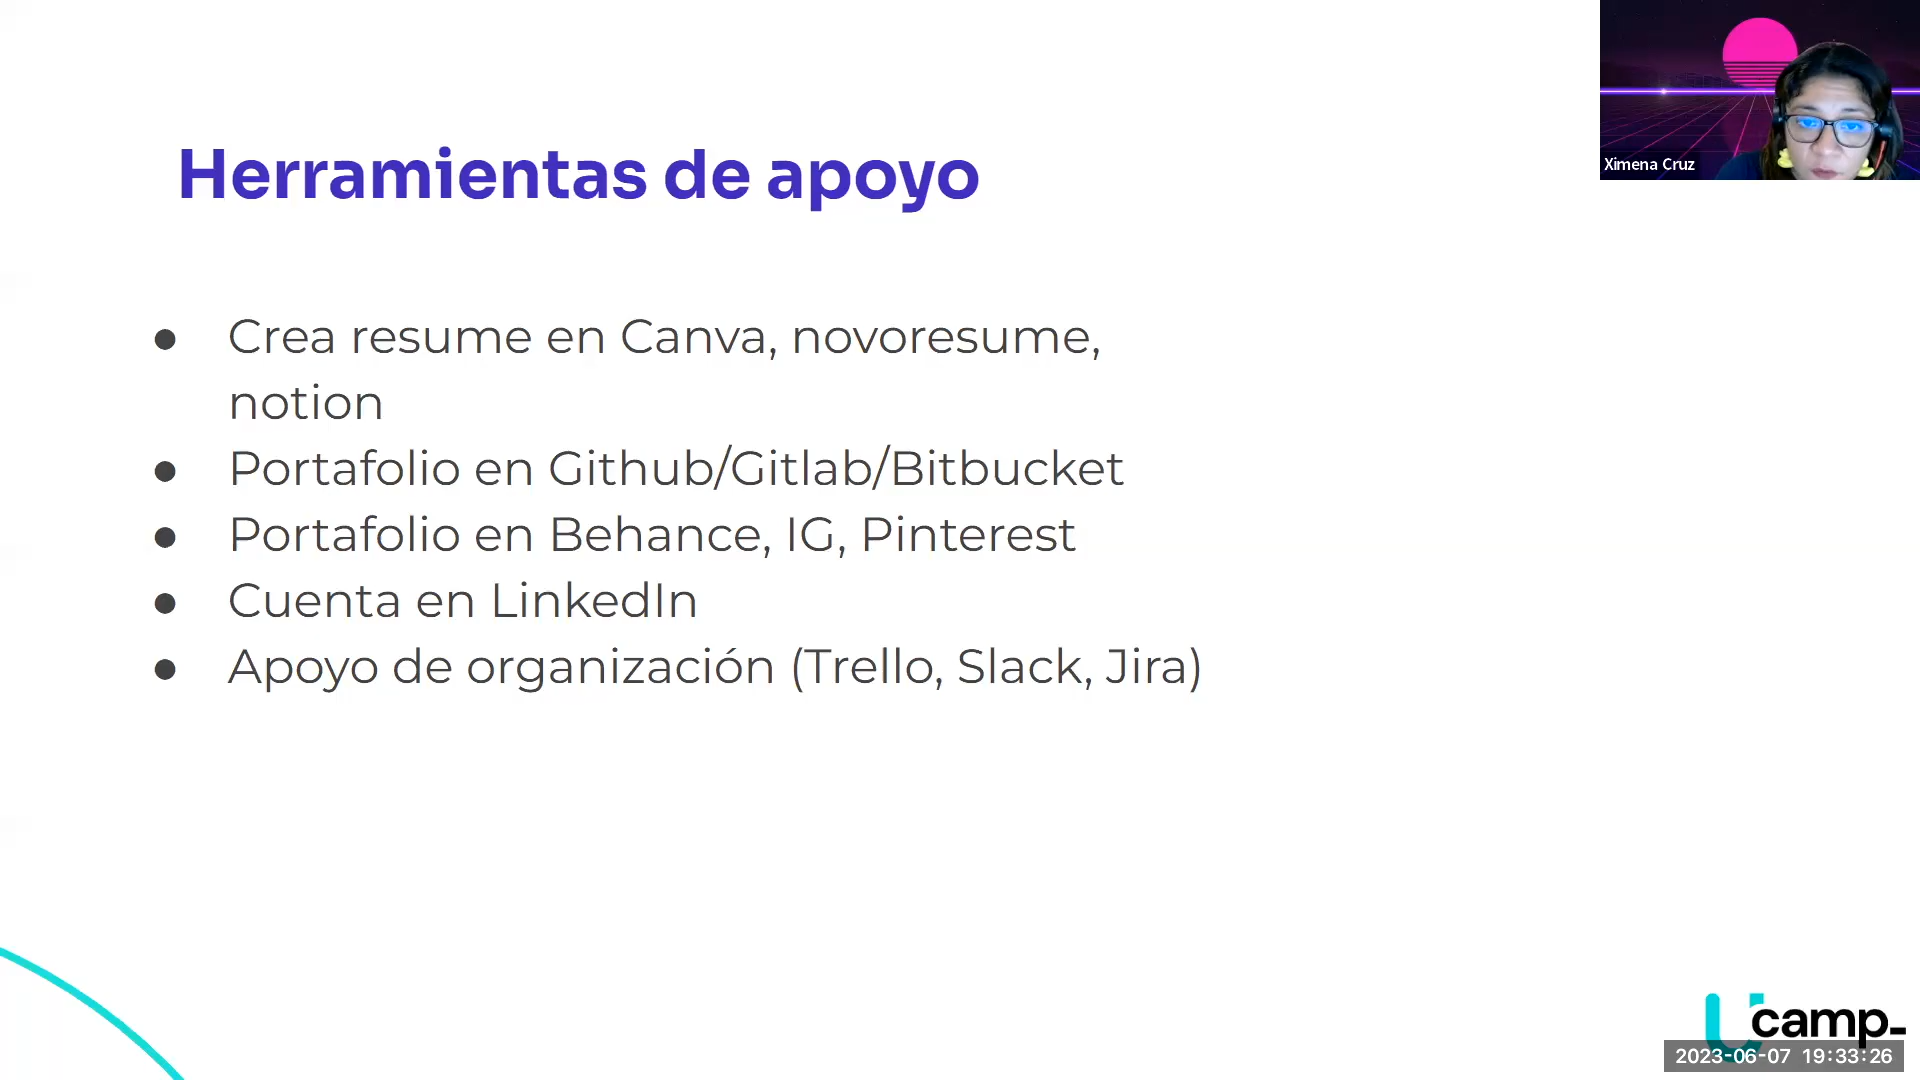 Ximena Cruz
Herramientas de apoyo
● Crea resume en Canva, novoresume,
notion
● Portafolio en Github/Gitlab/Bitbucket
● Portafolio en Behance, IG, Pinterest
● Cuenta en LinkedIn
● Apoyo de organización (Trello, Slack, Jira)
Ucamp_
2023-06-07 19:33:26